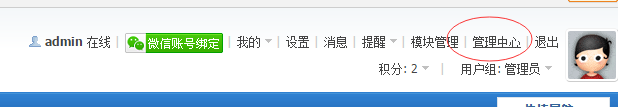 admin 在线 | 微信账号绑定 | 我的 | 设置 | 消息 | 提醒 | 模块管理 | 管理中心 | 退出
积分: 2 | 用户组: 管理员